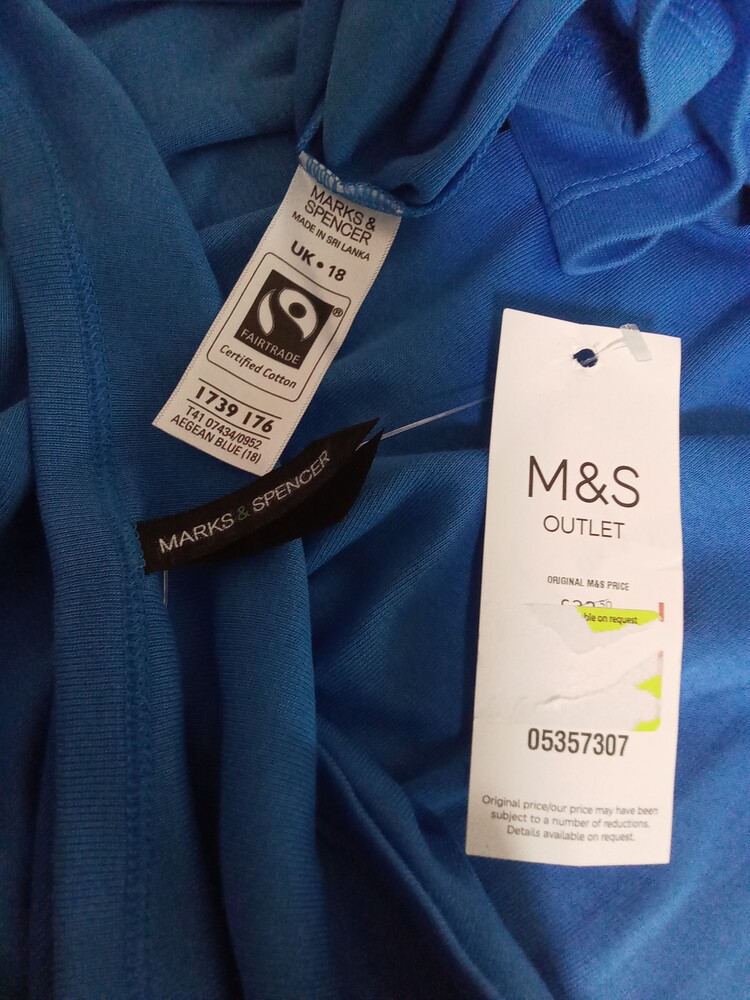 MARKS &
SPENCER
MADE IN SRI LANKA
UK • 18
®
FAIRTRADE
Certified Cotton
1739 176
T41 07434/0952
AEGEAN BLUE (18)
MARKS & SPENCER
M&S
OUTLET
ORIGINAL M&S PRICE
on request
05357307
Original price/our price may have been
subject to a number of reductions.
Details available on request.